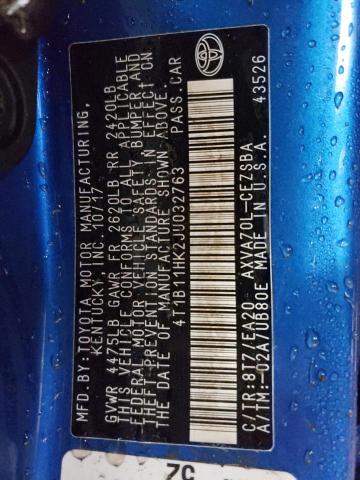 MFD. BY:TOYOTA MOTOR MANUFACTURING,
KENTUCKY, INC. 10/17
GVWR 4475LB GAWR FR 2620LB RR 2420LB
THIS VEHICLE CONFORMS TO ALL APPLICABLE
FEDERAL MOTOR VEHICLE SAFETY, BUMPER,AND
THEFT PREVENTION STANDARDS IN EFFECT ON
THE DATE OF MANUFACTURE SHOWN ABOVE.
4T1B11HK2JU032763 PASS.CAR
C/TR:8T7/EA20 AXVA70L-CEZSBA
A/TM:-02A/UB80E MADE IN U.S.A. 43526
ZC